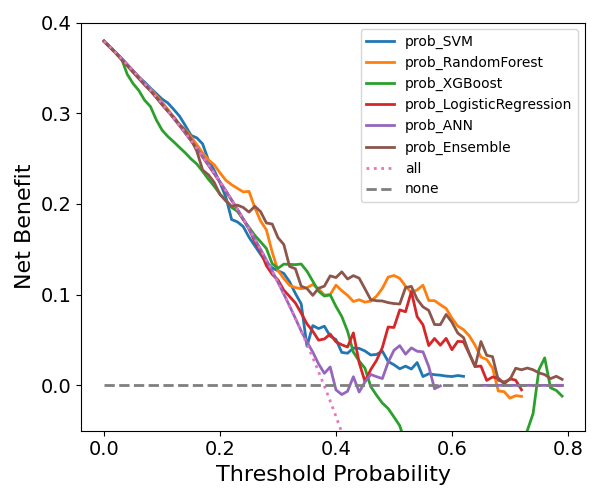 0.4
0.3
0.2
0.1
0.0
Net Benefit
prob_SVM
prob_RandomForest
prob_XGBoost
prob_LogisticRegression
prob_ANN
prob_Ensemble
all
none
0.0 0.2 0.4 0.6 0.8
Threshold Probability